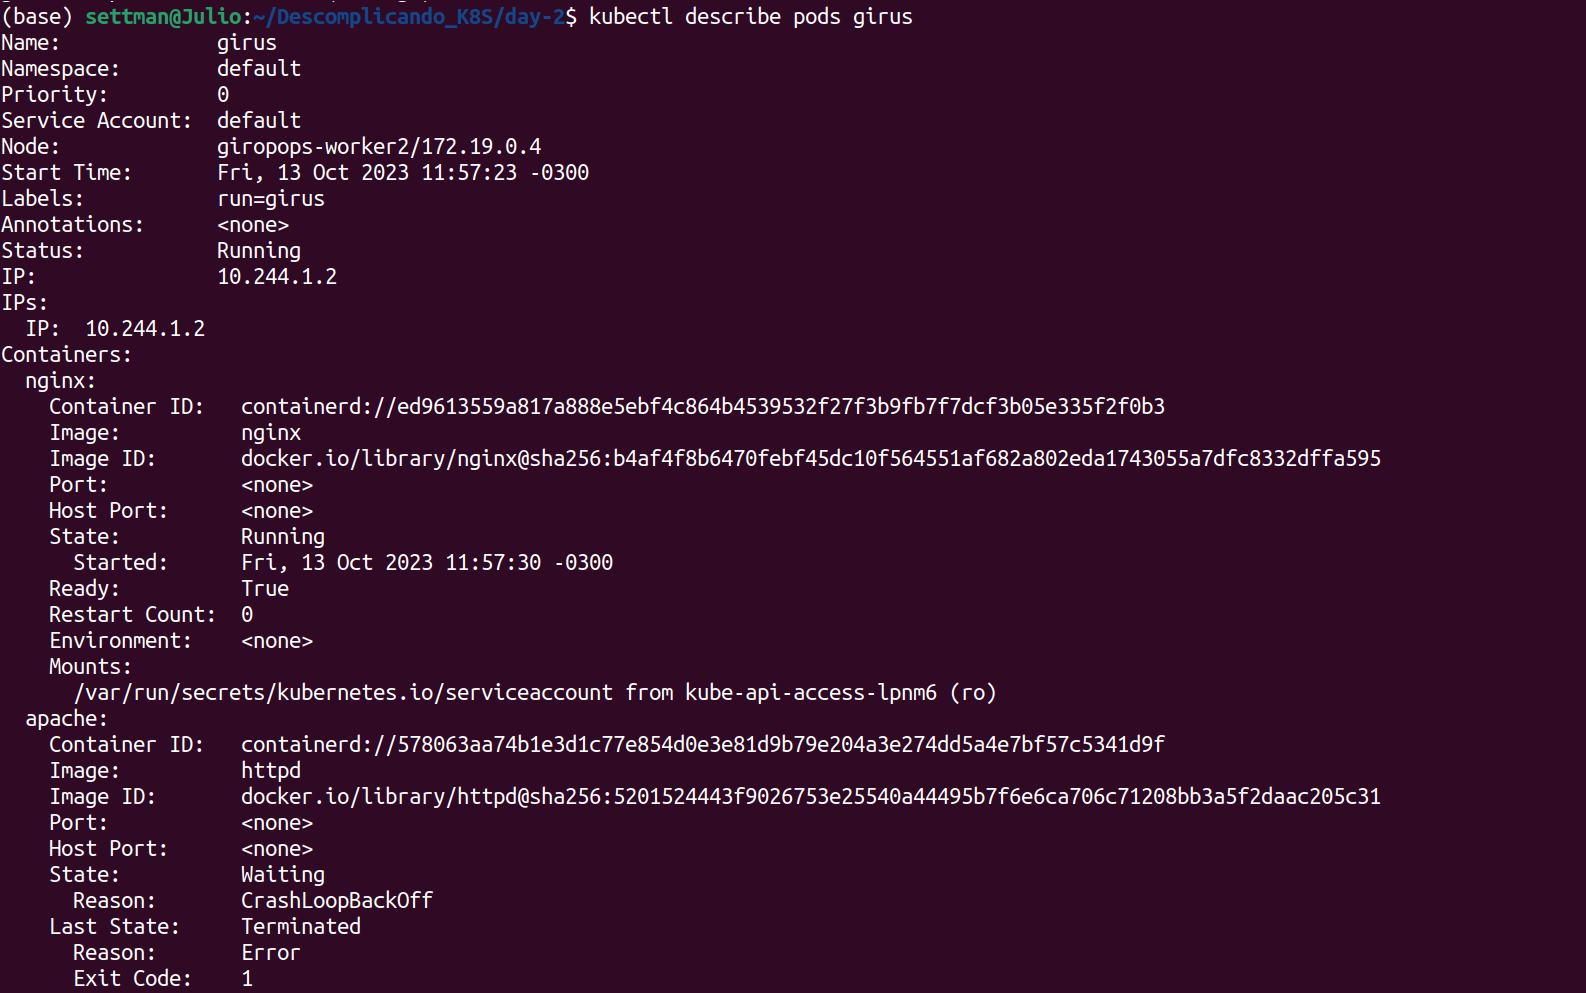 (base) settman@Julio:~/Descomplicando_K8S/day-2$ kubectl describe pods girus
Name:             girus
Namespace:        default
Priority:         0
Service Account:  default
Node:             giropops-worker2/172.19.0.4
Start Time:       Fri, 13 Oct 2023 11:57:23 -0300
Labels:           run=girus
Annotations:      <none>
Status:           Running
IP:               10.244.1.2
IPs:
  IP:  10.244.1.2
Containers:
  nginx:
    Container ID:   containerd://ed9613559a817a888e5ebf4c864b4539532f27f3b9fb7f7dcf3b05e335f2f0b3
    Image:          nginx
    Image ID:       docker.io/library/nginx@sha256:b4af4f8b6470febf45dc10f564551af682a802eda1743055a7dfc8332dffa595
    Port:           <none>
    Host Port:      <none>
    State:          Running
      Started:      Fri, 13 Oct 2023 11:57:30 -0300
    Ready:          True
    Restart Count:  0
    Environment:    <none>
    Mounts:
      /var/run/secrets/kubernetes.io/serviceaccount from kube-api-access-lpnm6 (ro)
  apache:
    Container ID:   containerd://578063aa74b1e3d1c77e854d0e3e81d9b79e204a3e274dd5a4e7bf57c5341d9f
    Image:          httpd
    Image ID:       docker.io/library/httpd@sha256:5201524443f9026753e25540a44495b7f6e6ca706c71208bb3a5f2daac205c31
    Port:           <none>
    Host Port:      <none>
    State:          Waiting
      Reason:       CrashLoopBackOff
    Last State:     Terminated
      Reason:       Error
      Exit Code:    1